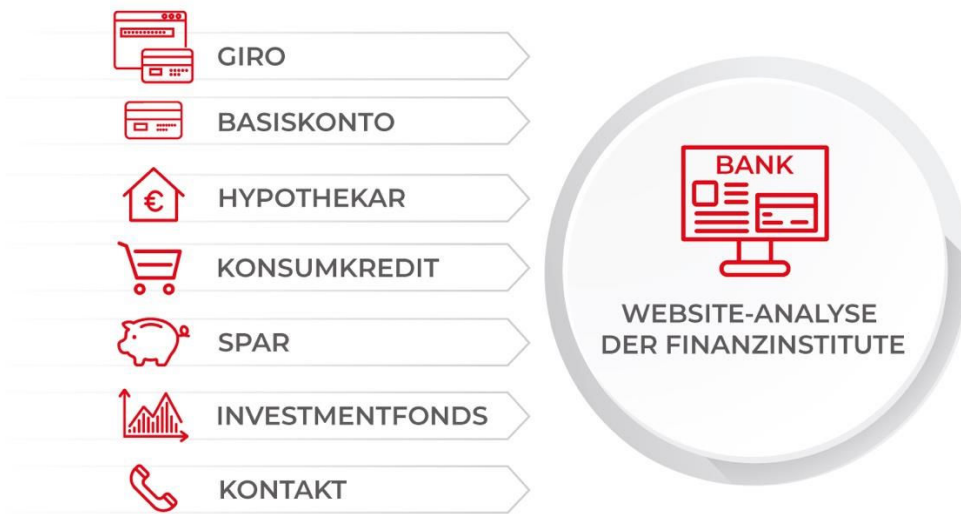 GIRO
BASISKONTO
HYPOTHEKAR
KONSUMKREDIT
SPAR
INVESTMENTFONDS
KONTAKT
BANK
WEBSITE-ANALYSE
DER FINANZINSTITUTE